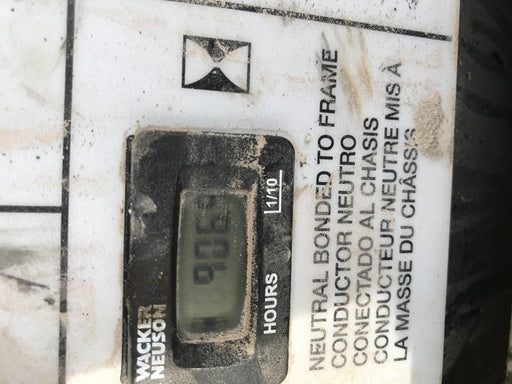 WACKER
NEUSON
HOURS
1/10
NEUTRAL BONDED TO FRAME
CONDUCTOR NEUTRO
CONECTADO AL CHASIS
CONDUCTEUR NEUTRE MIS À
LA MASSE DU CHÂSSIS